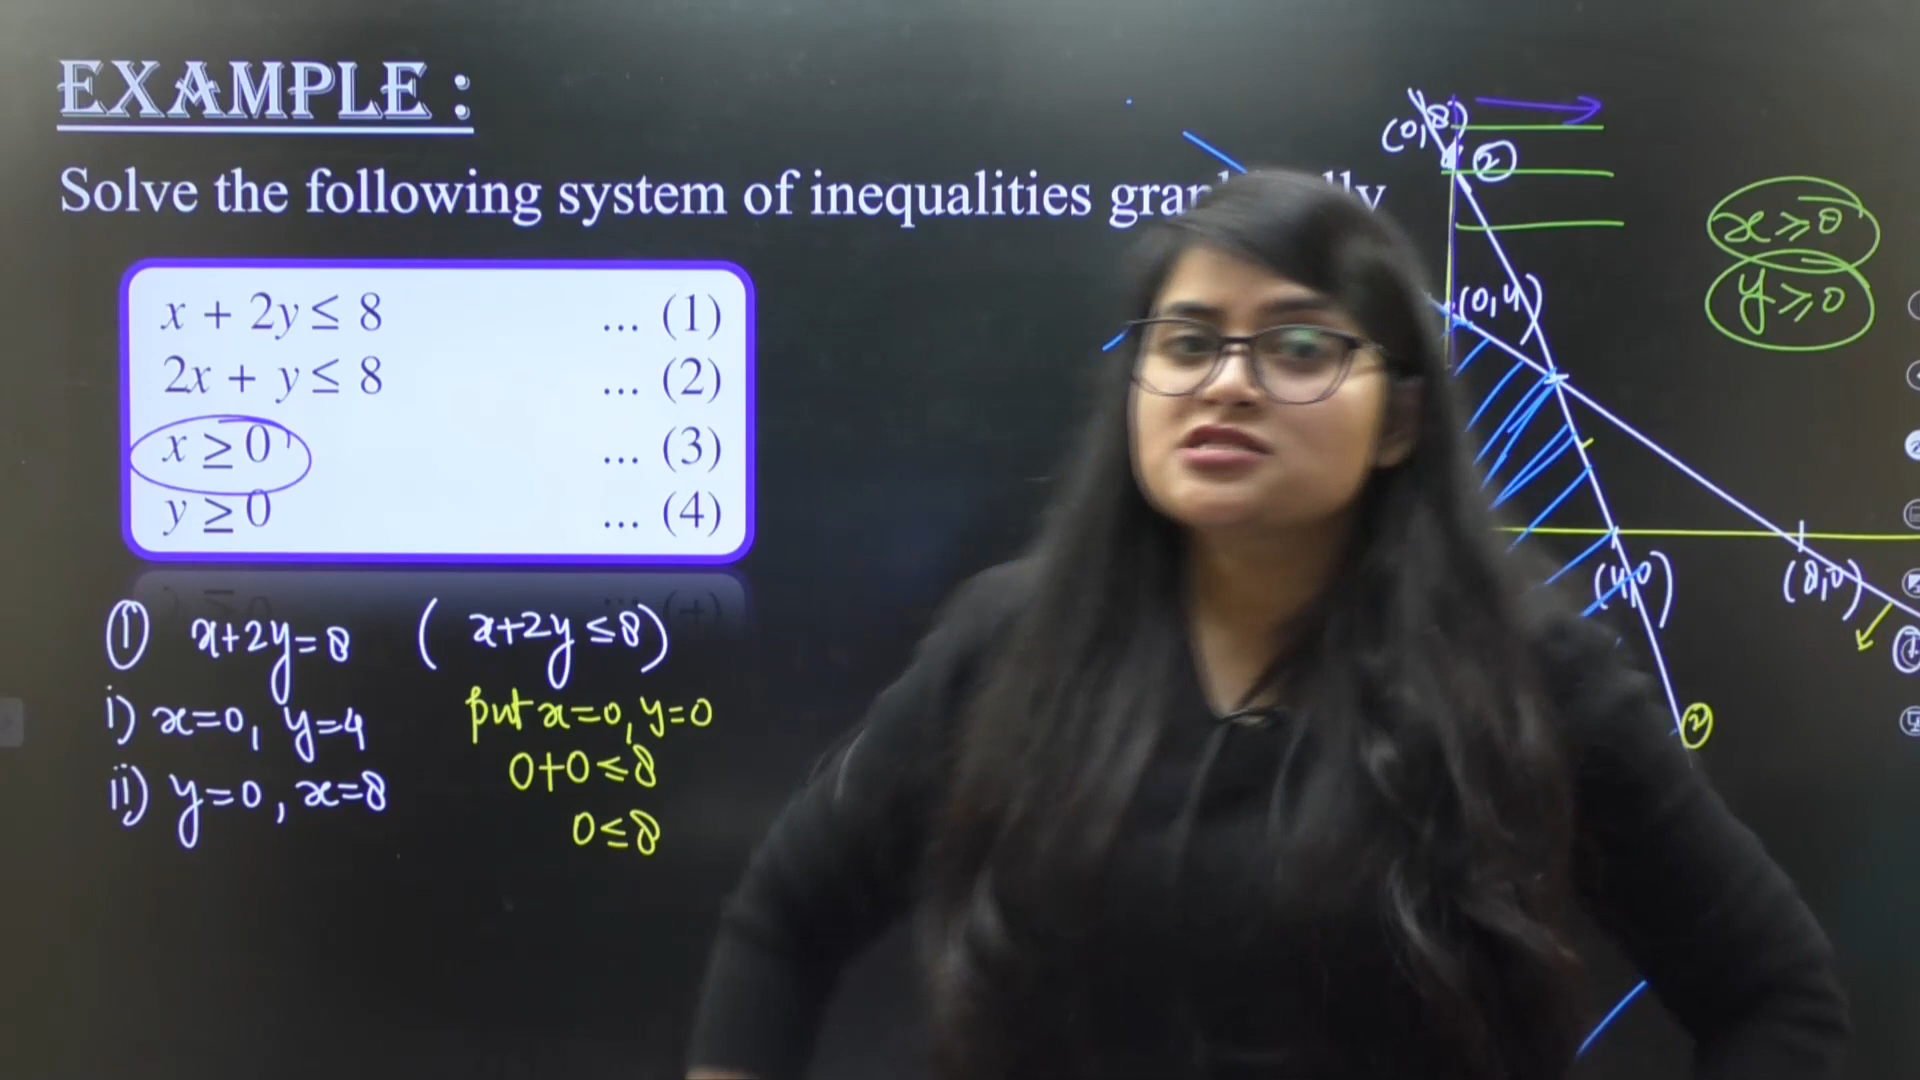 EXAMPLE :
Solve the following system of inequalities
x + 2y ≤ 8 ... (1)
2x + y ≤ 8 ... (2)
x ≥ 0 ... (3)
y ≥ 0 ... (4)
① x+2y=8 ( x+2y ≤ 8)
i) x=0, y=4
ii) y=0, x=8
put x=0, y=0
0+0 ≤ 8
0 ≤ 8
(0,8)
②
(0,4)
(4,0)
(8,0)
①
②
x ≥ 0
y ≥ 0